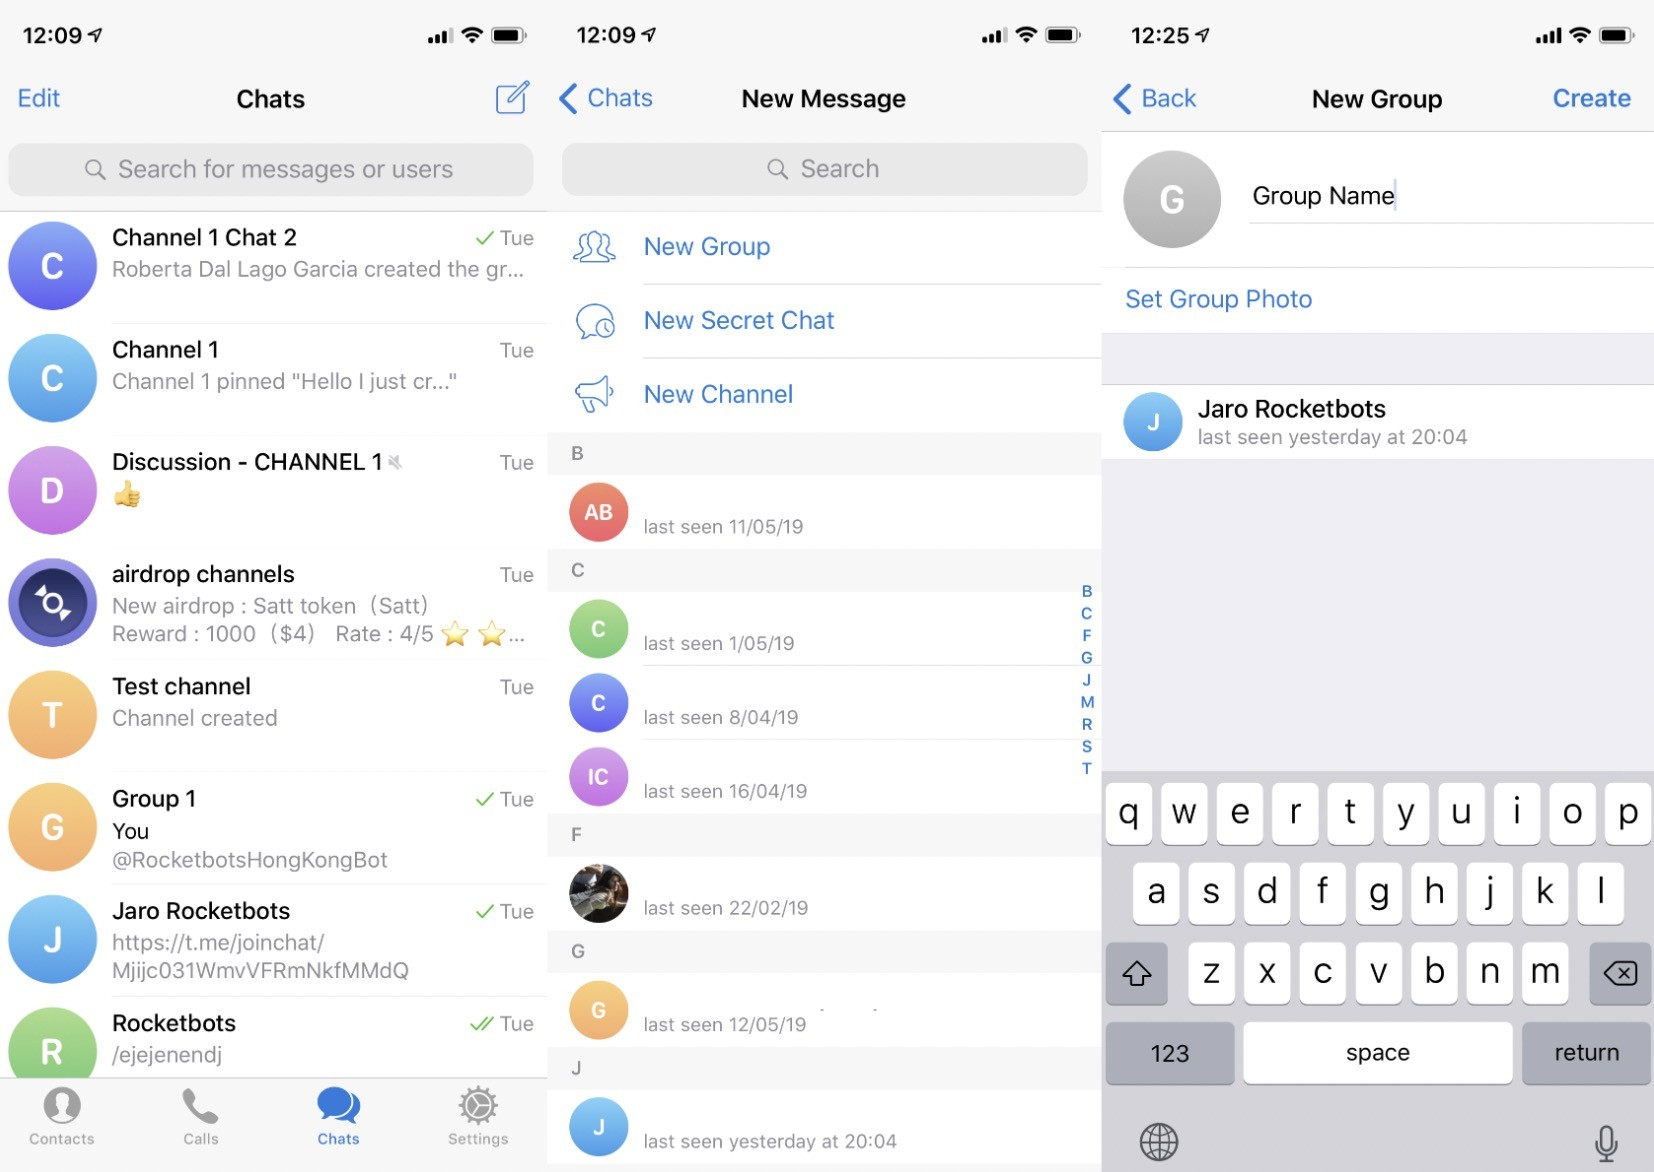 12:09
Edit
Chats
Search for messages or users
C
Channel 1 Chat 2
Tue
Roberta Dal Lago Garcia created the gr...
C
Channel 1
Tue
Channel 1 pinned "Hello I just cr..."
D
Discussion - CHANNEL 1
Tue
👍
airdrop channels
Tue
New airdrop : Satt token（Satt）
Reward : 1000（$4） Rate : 4/5 ⭐ ⭐...
T
Test channel
Tue
Channel created
G
Group 1
Tue
You
@RocketbotsHongKongBot
J
Jaro Rocketbots
Tue
https://t.me/joinchat/
Mjijc031WmvVFRmNkfMMdQ
R
Rocketbots
Tue
/ejejenendj
Contacts
Calls
Chats
Settings
12:09
Chats
New Message
Search
New Group
New Secret Chat
New Channel
B
AB
last seen 11/05/19
C
C
last seen 1/05/19
C
last seen 8/04/19
IC
last seen 16/04/19
F
last seen 22/02/19
G
G
last seen 12/05/19
J
J
last seen yesterday at 20:04
B
C
F
G
J
M
R
S
T
12:25
Back
New Group
Create
G
Group Name
Set Group Photo
J
Jaro Rocketbots
last seen yesterday at 20:04
q w e r t y u i o p
a s d f g h j k l
z x c v b n m
123 space return